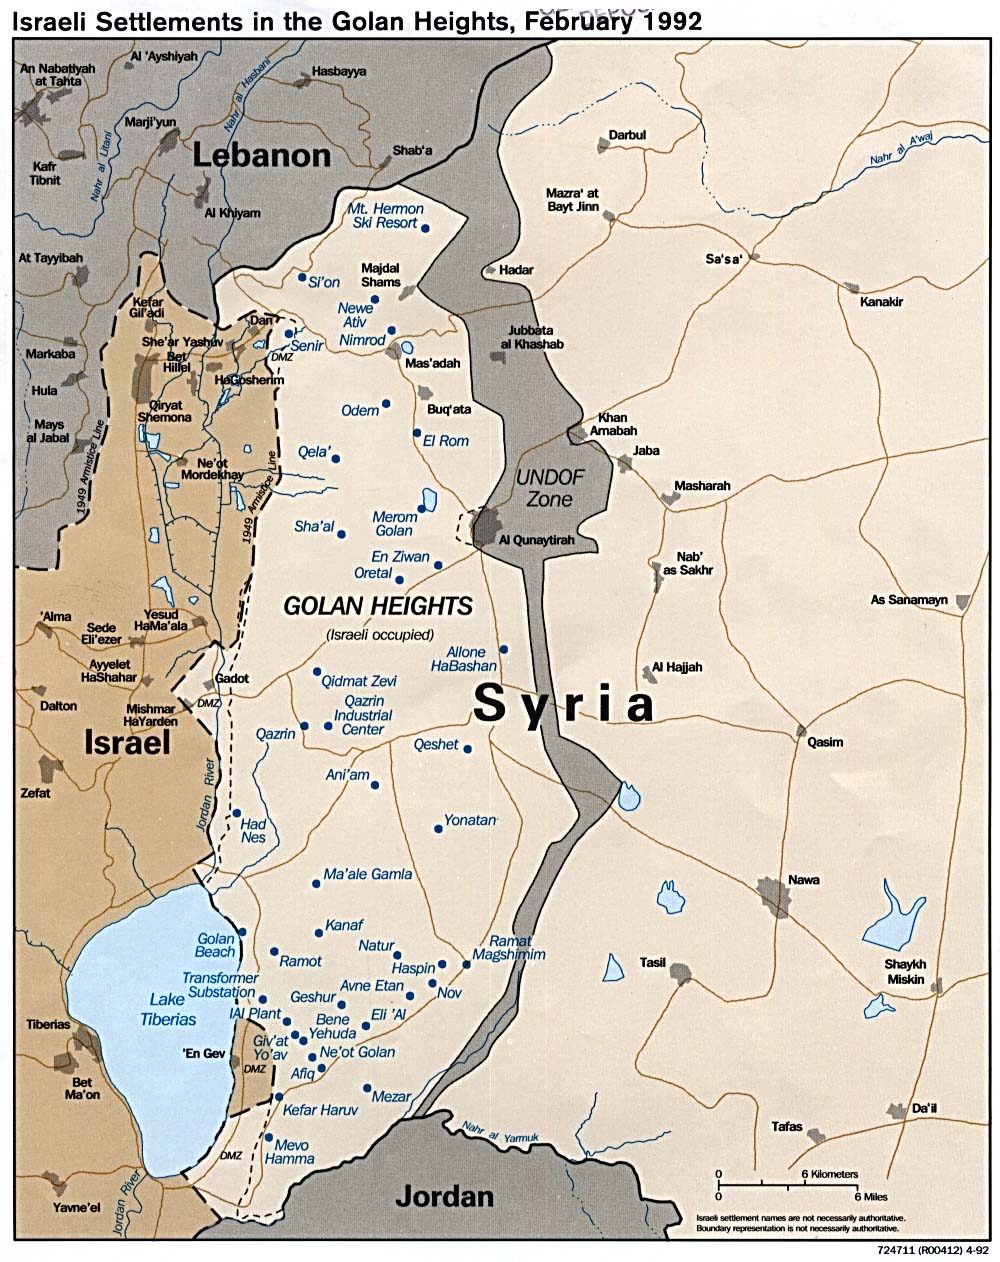 Israeli Settlements in the Golan Heights, February 1992
Al 'Ayshiyah
An Nabatiyah
at Tahta
Hasbayya
Nahr al Hasbani
Nahr al Litani
Marji'yun
Lebanon
Shab'a
Kafr
Tibnit
Al Khiyam
Darbul
Nahr al A'waj
Mazra' at
Bayt Jinn
Mt. Hermon
Ski Resort
At Tayyibah
Sa'sa'
Hadar
Kanakir
Si'on
Majdal
Shams
Kefar
Gil'adi
Newe
Ativ
Dan
She'ar Yashuv
Senir
Nimrod
Jubbata
al Khashab
Markaba
Bet
Hillel
DMZ
Mas'adah
HaGosherim
Hula
Qiryat
Shemona
Odem
Buq'ata
Mays
al Jabal
El Rom
Khan
Arnabah
Jaba
1949 Armistice Line
Qela'
Ne'ot
Mordekhay
1949 Armistice Line
UNDOF
Zone
Masharah
Merom
Golan
Sha'al
Al Qunaytirah
En Ziwan
Oretal
Nab'
as Sakhr
As Sanamayn
GOLAN HEIGHTS
(Israeli occupied)
'Alma
Sede
Eli'ezer
Yesud
HaMa'ala
Allone
HaBashan
Ayyelet
HaShahar
Gadot
Al Hajjah
Qidmat Zevi
Dalton
Mishmar
HaYarden
DMZ
Qazrin
Industrial
Center
Syria
Israel
Qazrin
Qeshet
Qasim
Zefat
Jordan River
Ani'am
Had
Nes
Yonatan
Ma'ale Gamla
Nawa
Kanaf
Golan
Beach
Natur
Ramat
Magshimim
Ramot
Haspin
Tasil
Shaykh
Miskin
Transformer
Substation
Avne Etan
Nov
Geshur
Lake
Tiberias
IAI Plant
Bene
Yehuda
Eli 'Al
Tiberias
Giv'at
Yo'av
'En Gev
Ne'ot Golan
DMZ
Afiq
Bet
Ma'on
Mezar
Kefar Haruv
Da'il
Nahr al Yarmuk
Tafas
Mevo
Hamma
DMZ
Jordan River
Yavne'el
Jordan
0 6 Kilometers
0 6 Miles
Israeli settlement names are not necessarily authoritative.
Boundary representation is not necessarily authoritative.
724711 (R00412) 4-92